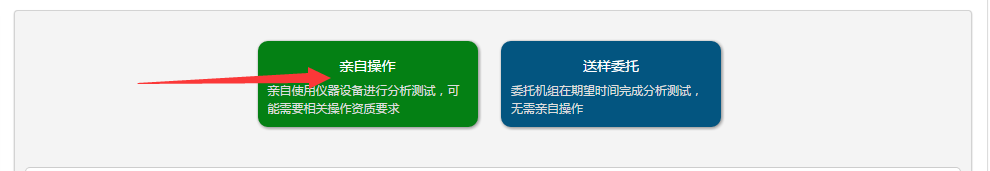 亲自操作
亲自使用仪器设备进行分析测试，可
能需要相关操作资质要求
送样委托
委托机组在期望时间完成分析测试，
无需亲自操作